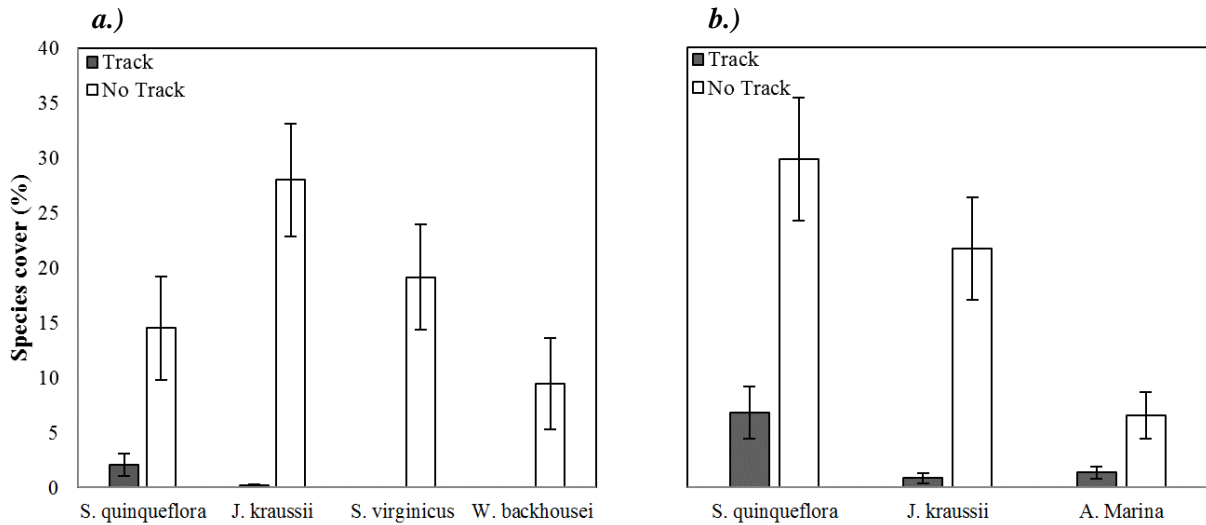 a.)
b.)
Species cover (%)
40
35
30
25
20
15
10
5
0
Track
No Track
S. quinqueflora J. kraussii S. virginicus W. backhousei
Track
No Track
S. quinqueflora J. kraussii A. Marina